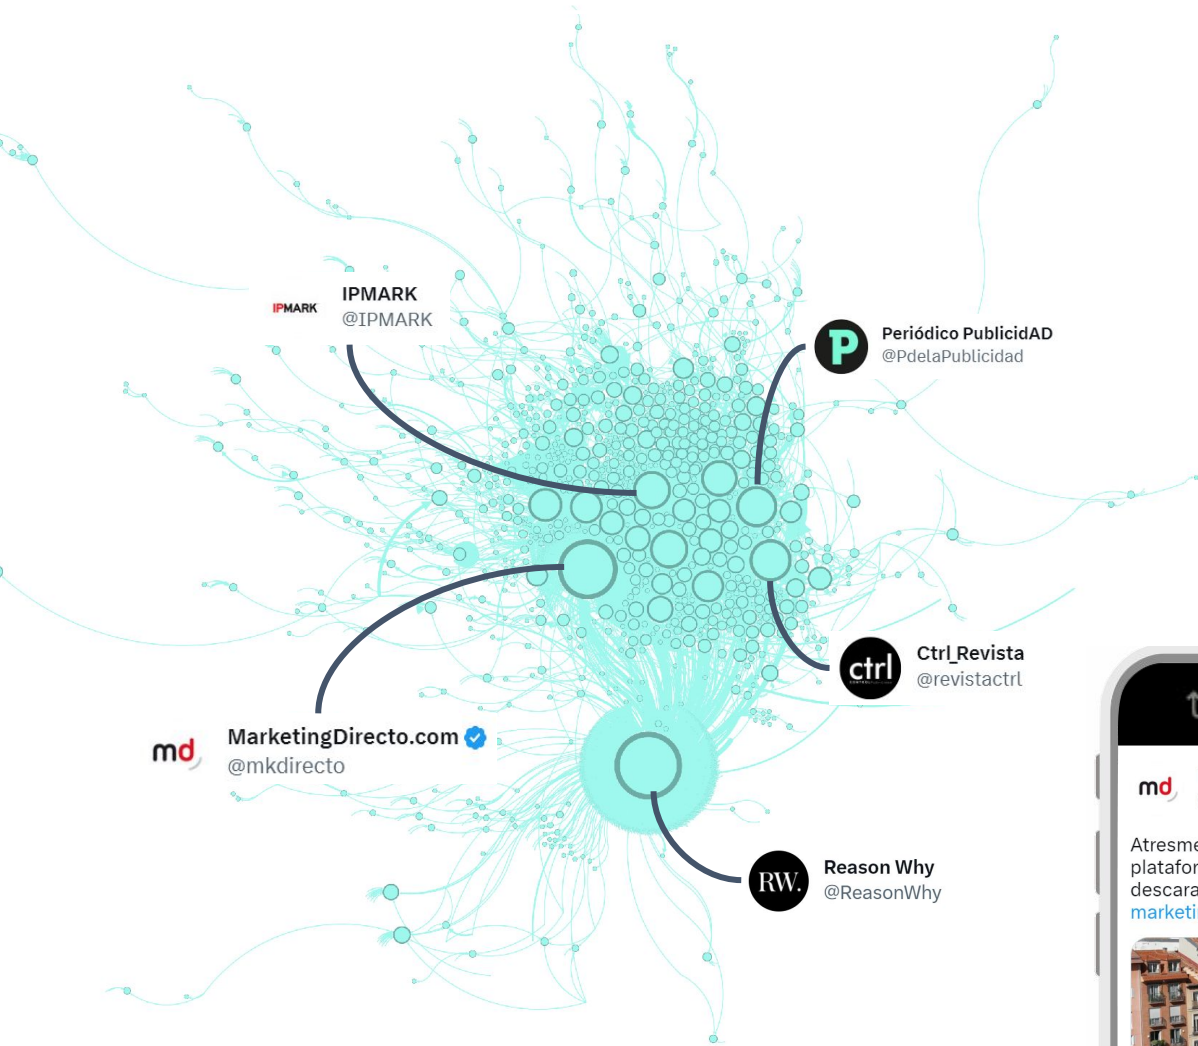 IPMARK
IPMARK
@IPMARK
P
Periódico PublicidAD
@PdelaPublicidad
ctrl
Ctrl_Revista
@revistactrl
md
MarketingDirecto.com
@mkdirecto
md
RW.
Reason Why
@ReasonWhy